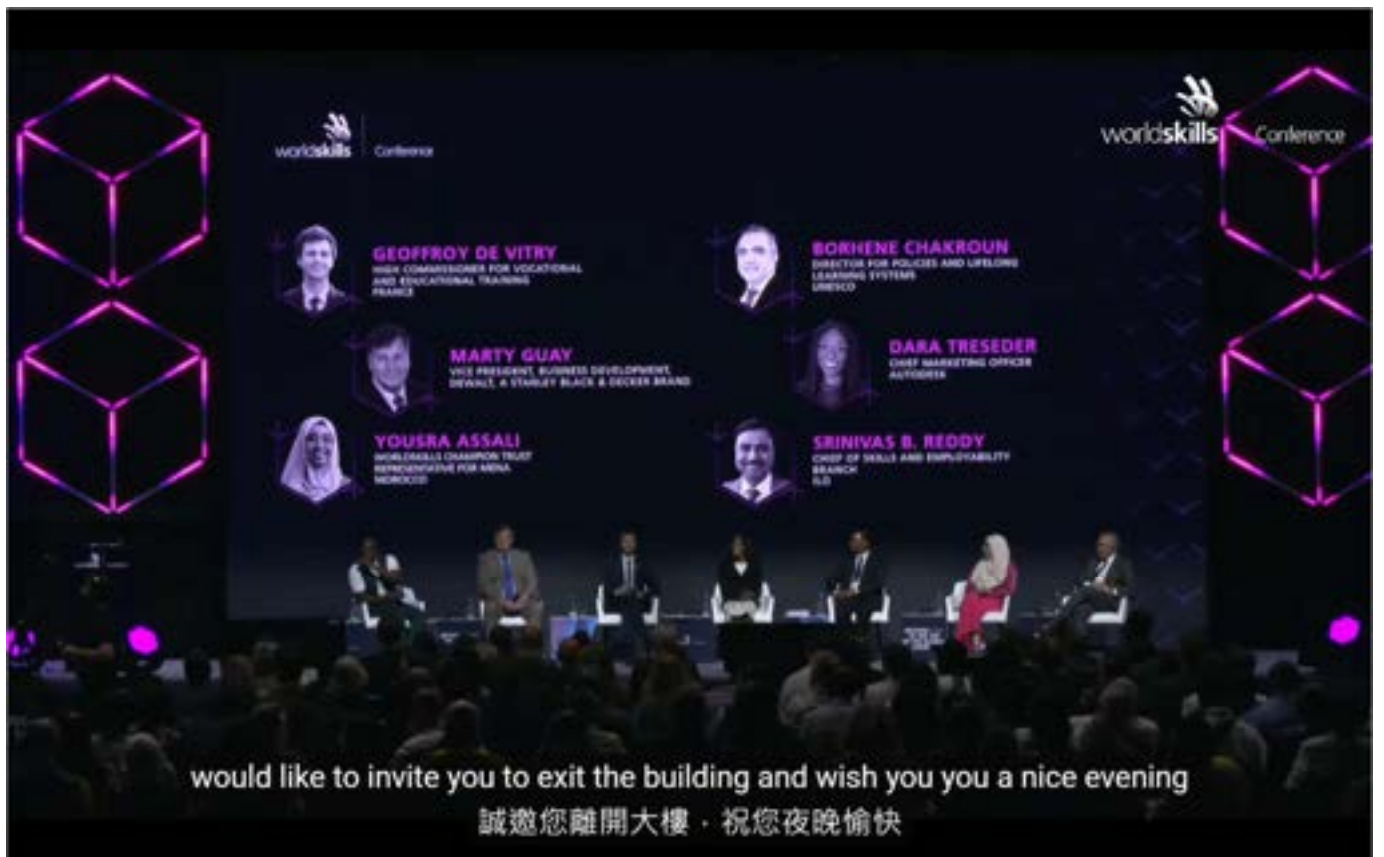 worldskills Conference
worldskills Conference
GEOFFROY DE VITRY
HIGH COMMISSIONER FOR VOCATIONAL
AND EDUCATIONAL TRAINING
FRANCE
BORHENE CHAKROUN
DIRECTOR FOR POLICIES AND LIFELONG
LEARNING SYSTEMS
UNESCO
MARTY GUAY
VICE PRESIDENT, BUSINESS DEVELOPMENT,
DEWALT, A STANLEY BLACK & DECKER BRAND
DARA TRESEDER
CHIEF MARKETING OFFICER
AUTODESK
YOUSRA ASSALI
WORLDSKILLS CHAMPION TRUST
REPRESENTATIVE FOR MENA
MOROCCO
SRINIVAS B. REDDY
CHIEF OF SKILLS AND EMPLOYABILITY
BRANCH
ILO
would like to invite you to exit the building and wish you you a nice evening
誠邀您離開大樓，祝您夜晚愉快